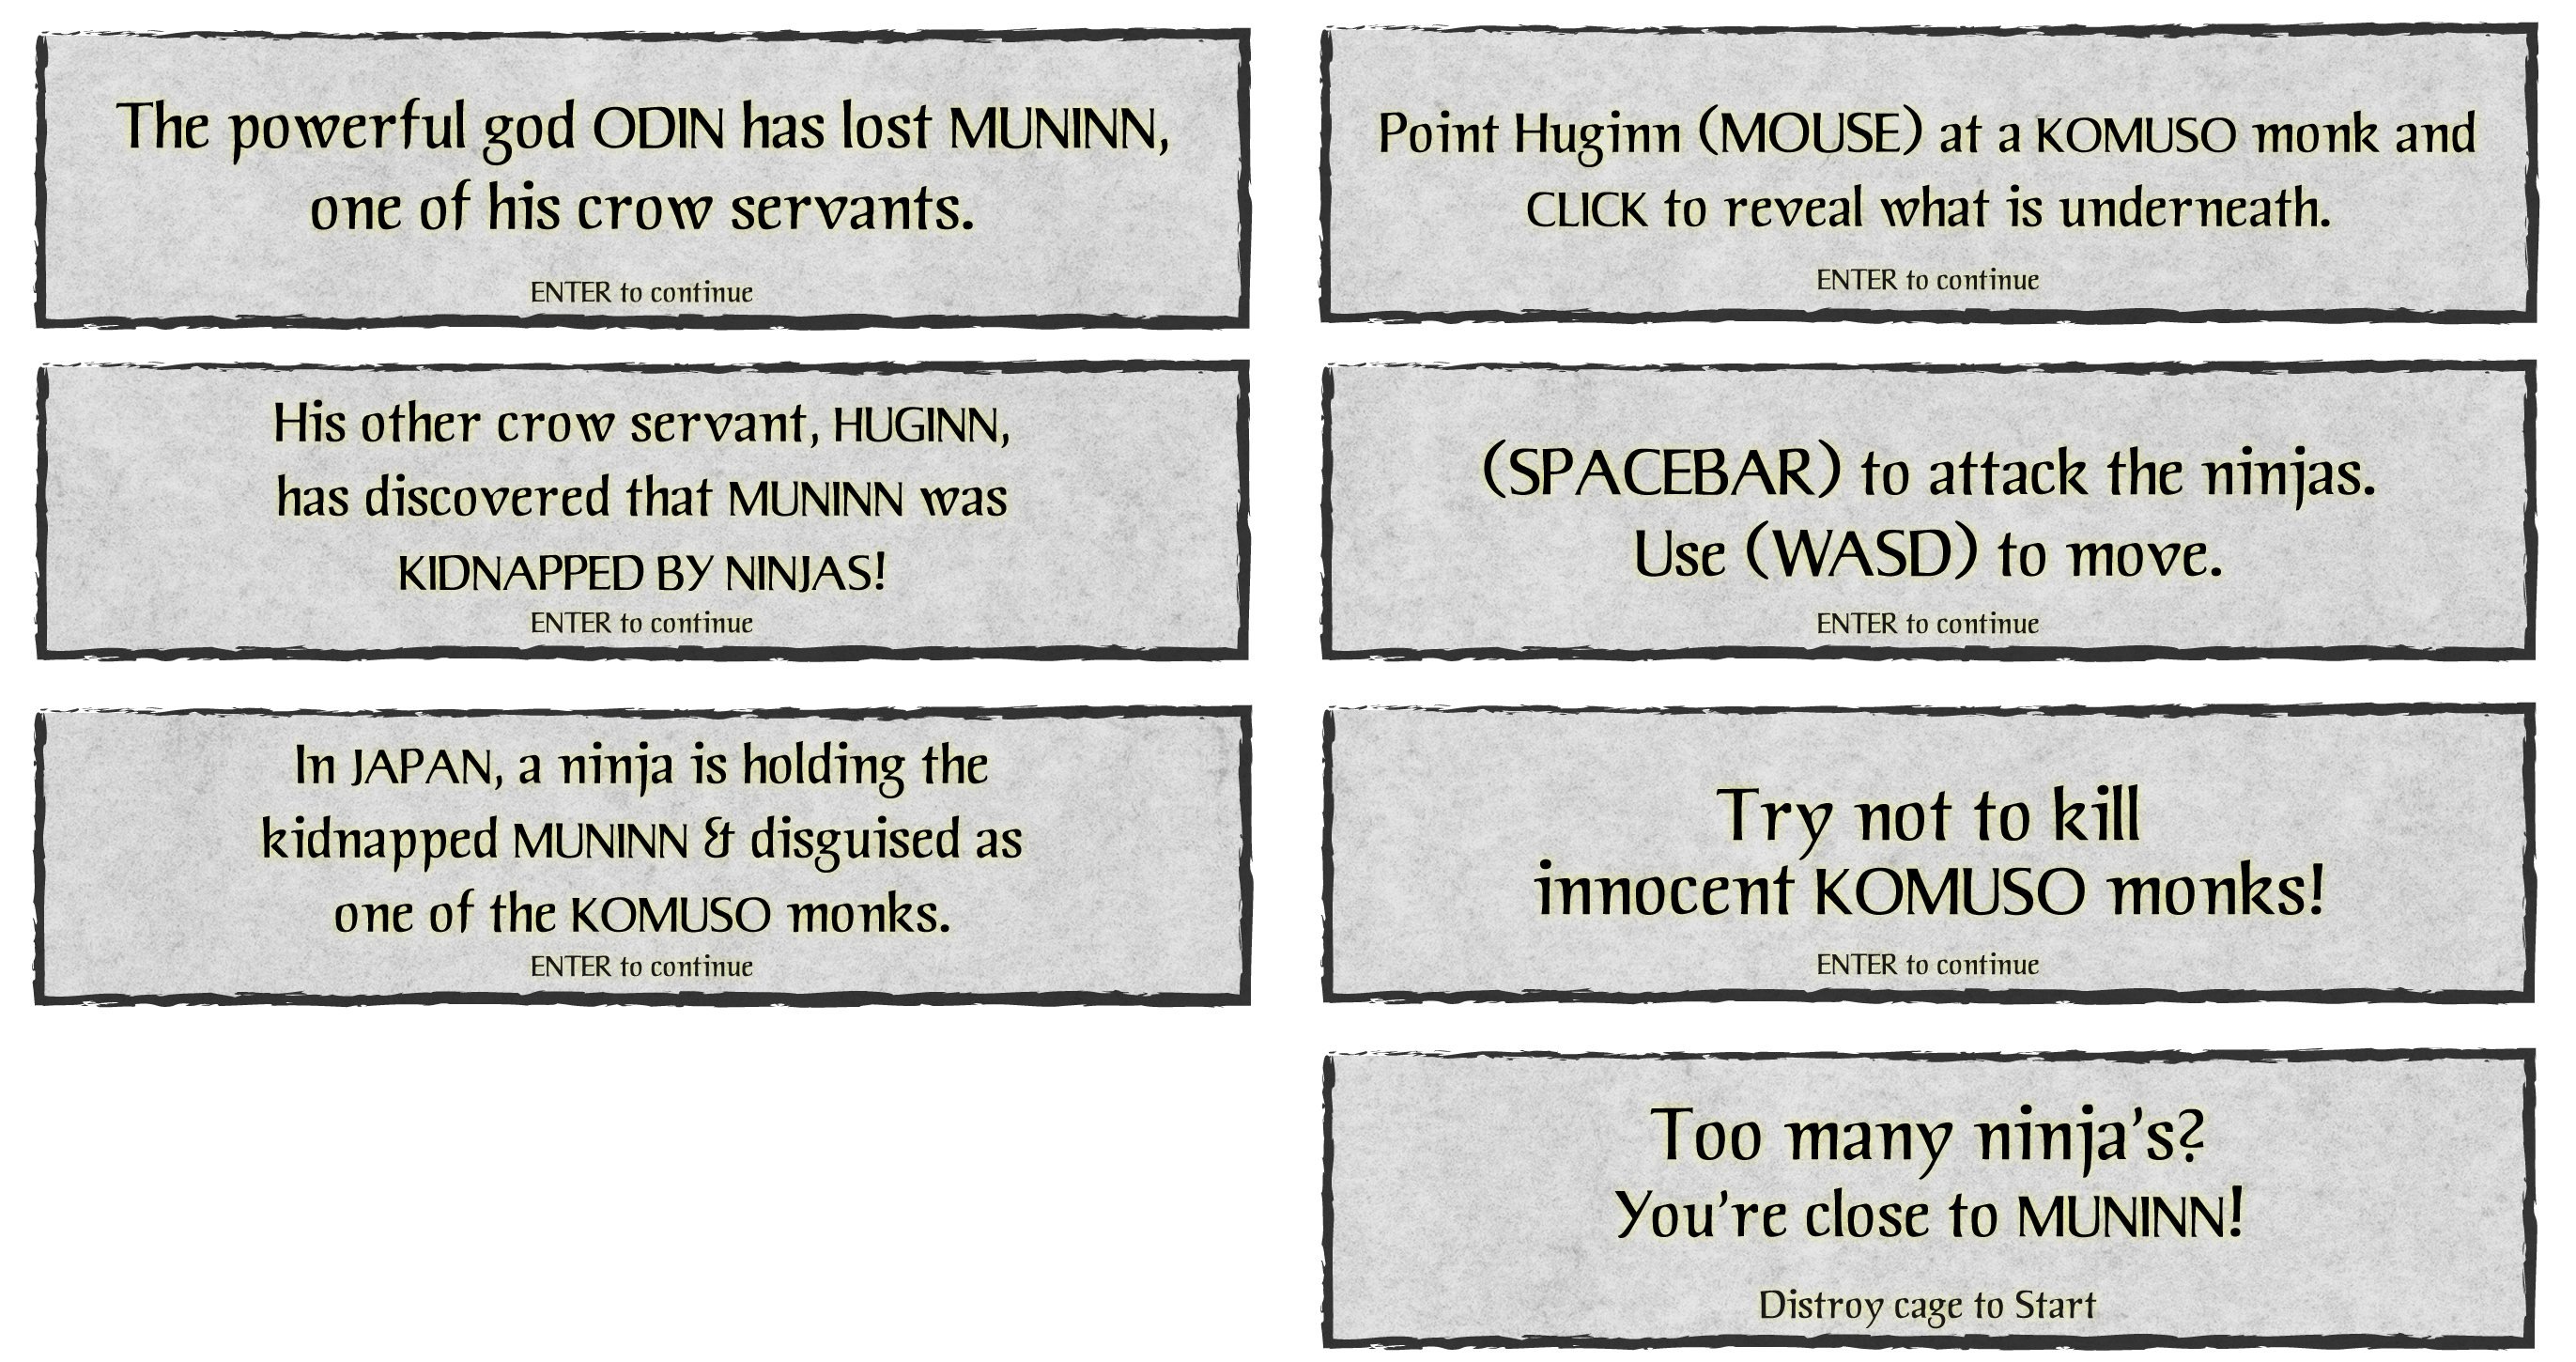 The powerful god ODIN has lost MUNINN,
one of his crow servants.
ENTER to continue
His other crow servant, HUGINN,
has discovered that MUNINN was
KIDNAPPED BY NINJAS!
ENTER to continue
In JAPAN, a ninja is holding the
kidnapped MUNINN & disguised as
one of the KOMUSO monks.
ENTER to continue
Point Huginn (MOUSE) at a KOMUSO monk and
CLICK to reveal what is underneath.
ENTER to continue
(SPACEBAR) to attack the ninjas.
Use (WASD) to move.
ENTER to continue
Try not to kill
innocent KOMUSO monks!
ENTER to continue
Too many ninja's?
You're close to MUNINN!
Distroy cage to Start